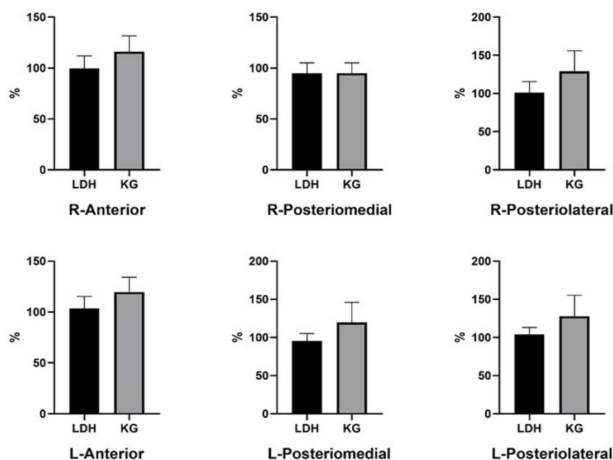 150
100
50
0
%
LDH KG
R-Anterior
150
100
50
0
%
LDH KG
R-Posteriomedial
200
150
100
50
0
%
LDH KG
R-Posteriolateral
150
100
50
0
%
LDH KG
L-Anterior
200
150
100
50
0
%
LDH KG
L-Posteriomedial
200
150
100
50
0
%
LDH KG
L-Posteriolateral